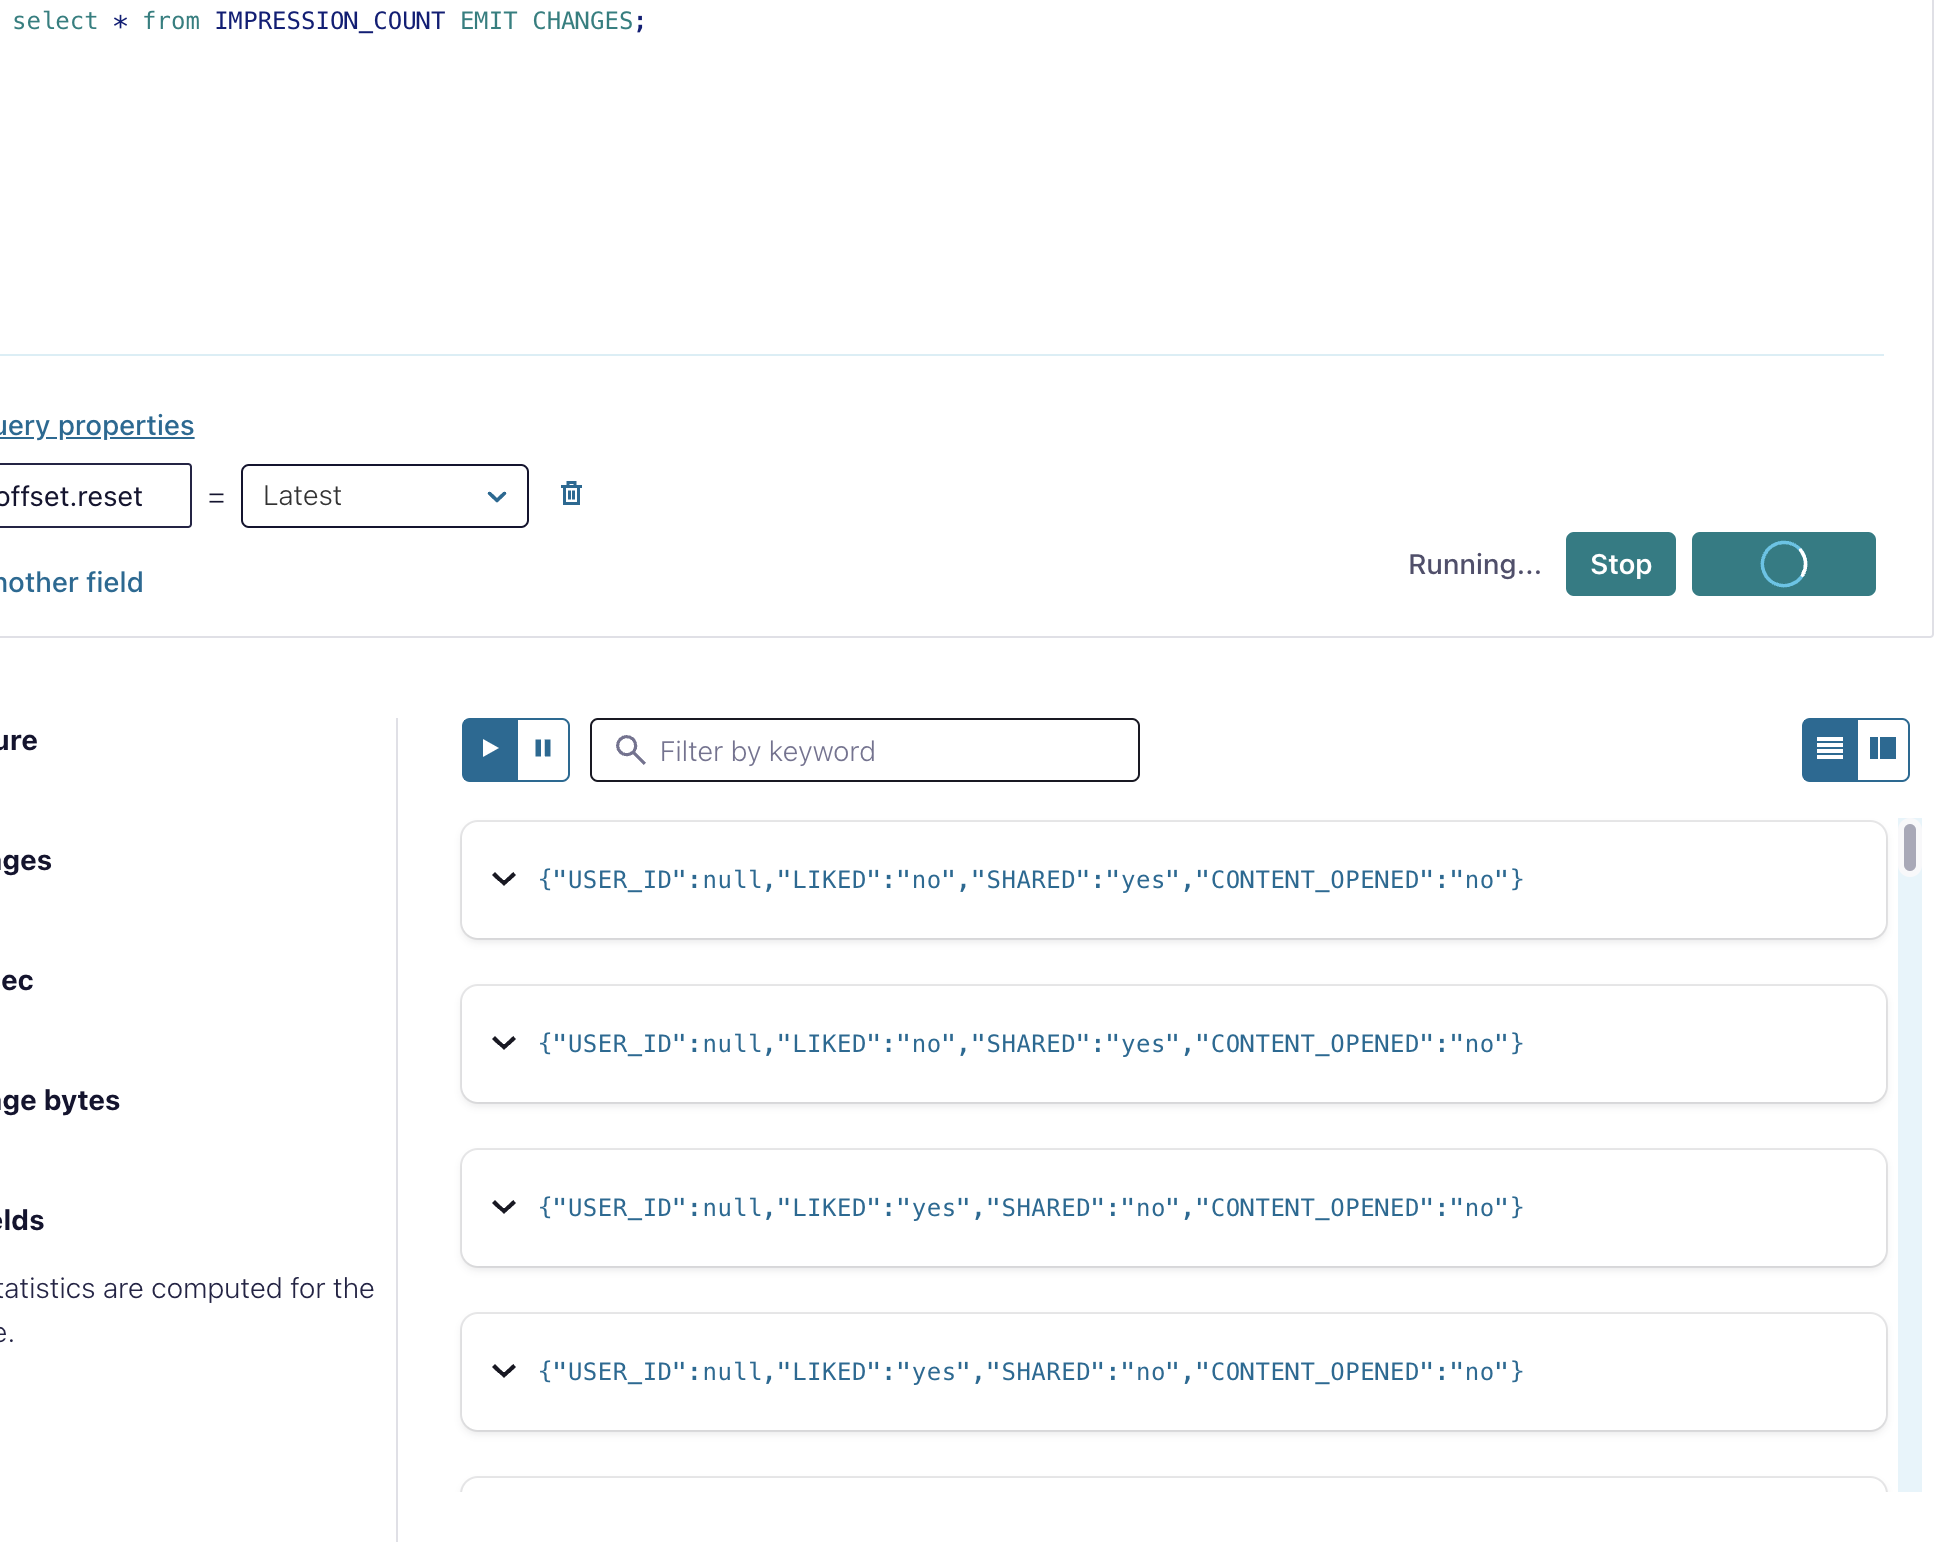 select * from IMPRESSION_COUNT EMIT CHANGES;
uery properties
offset.reset = Latest
nother field
Running... Stop
ure
Filter by keyword
{"USER_ID":null,"LIKED":"no","SHARED":"yes","CONTENT_OPENED":"no"}
ges
ec
{"USER_ID":null,"LIKED":"no","SHARED":"yes","CONTENT_OPENED":"no"}
ge bytes
{"USER_ID":null,"LIKED":"yes","SHARED":"no","CONTENT_OPENED":"no"}
elds
tatistics are computed for the
e.
{"USER_ID":null,"LIKED":"yes","SHARED":"no","CONTENT_OPENED":"no"}